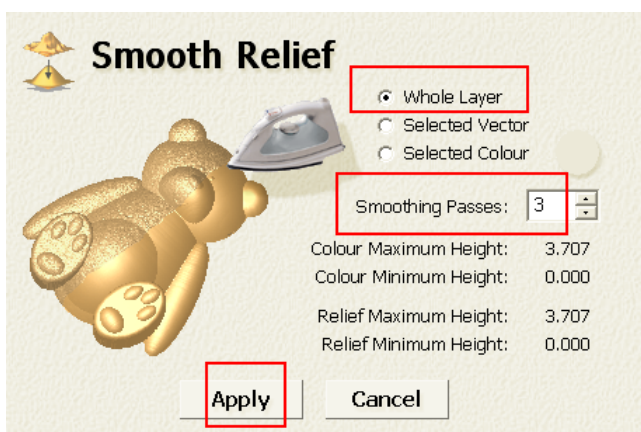 Smooth Relief
Whole Layer
Selected Vector
Selected Colour
Smoothing Passes: 3
Colour Maximum Height: 3.707
Colour Minimum Height: 0.000
Relief Maximum Height: 3.707
Relief Minimum Height: 0.000
Apply Cancel